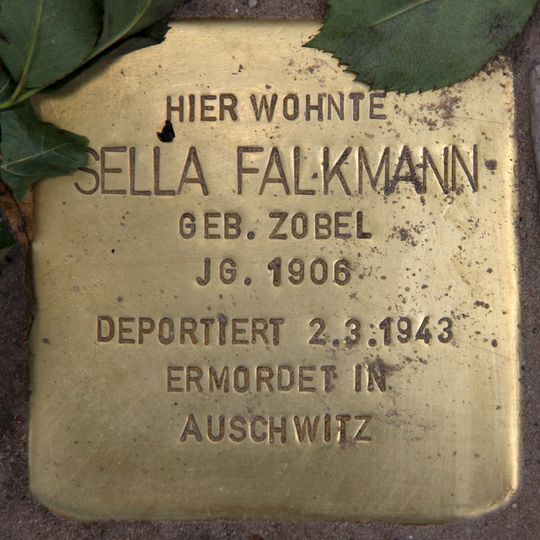 HIER WOHNTE
SELLA FALKMANN
GEB. ZOBEL
JG. 1906
DEPORTIERT 2.3.1943
ERMORDET IN
AUSCHWITZ